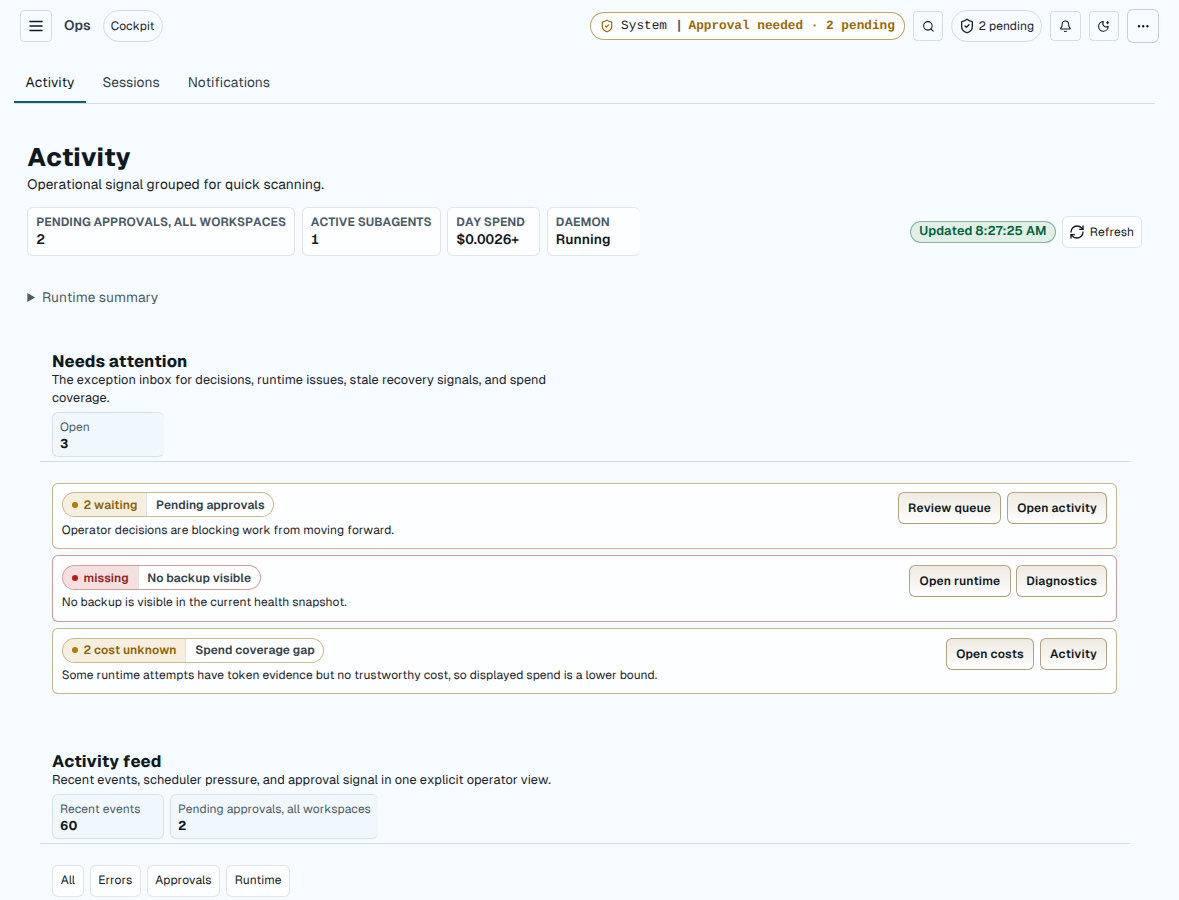 Ops Cockpit System | Approval needed · 2 pending 2 pending
Activity Sessions Notifications
Activity
Operational signal grouped for quick scanning.
PENDING APPROVALS, ALL WORKSPACES
2
ACTIVE SUBAGENTS
1
DAY SPEND
$0.0026+
DAEMON
Running
Updated 8:27:25 AM
Refresh
Runtime summary
Needs attention
The exception inbox for decisions, runtime issues, stale recovery signals, and spend
coverage.
Open
3
2 waiting Pending approvals
Operator decisions are blocking work from moving forward.
Review queue Open activity
missing No backup visible
No backup is visible in the current health snapshot.
Open runtime Diagnostics
2 cost unknown Spend coverage gap
Some runtime attempts have token evidence but no trustworthy cost, so displayed spend is a lower bound.
Open costs Activity
Activity feed
Recent events, scheduler pressure, and approval signal in one explicit operator view.
Recent events
60
Pending approvals, all workspaces
2
All Errors Approvals Runtime